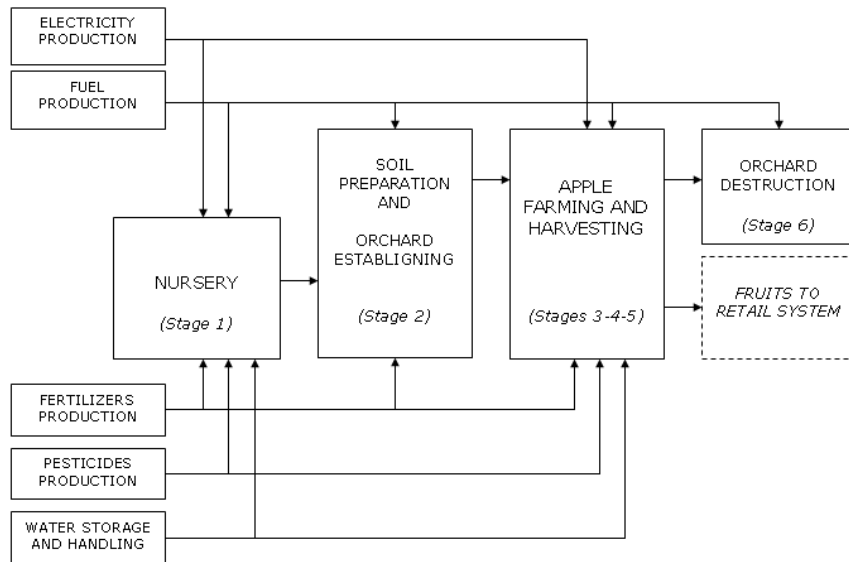 ELECTRICITY
PRODUCTION
FUEL
PRODUCTION
NURSERY
(Stage 1)
SOIL
PREPARATION
AND
ORCHARD
ESTABLIGNING
(Stage 2)
APPLE
FARMING AND
HARVESTING
(Stages 3-4-5)
ORCHARD
DESTRUCTION
(Stage 6)
FRUITS TO
RETAIL SYSTEM
FERTILIZERS
PRODUCTION
PESTICIDES
PRODUCTION
WATER STORAGE
AND HANDLING